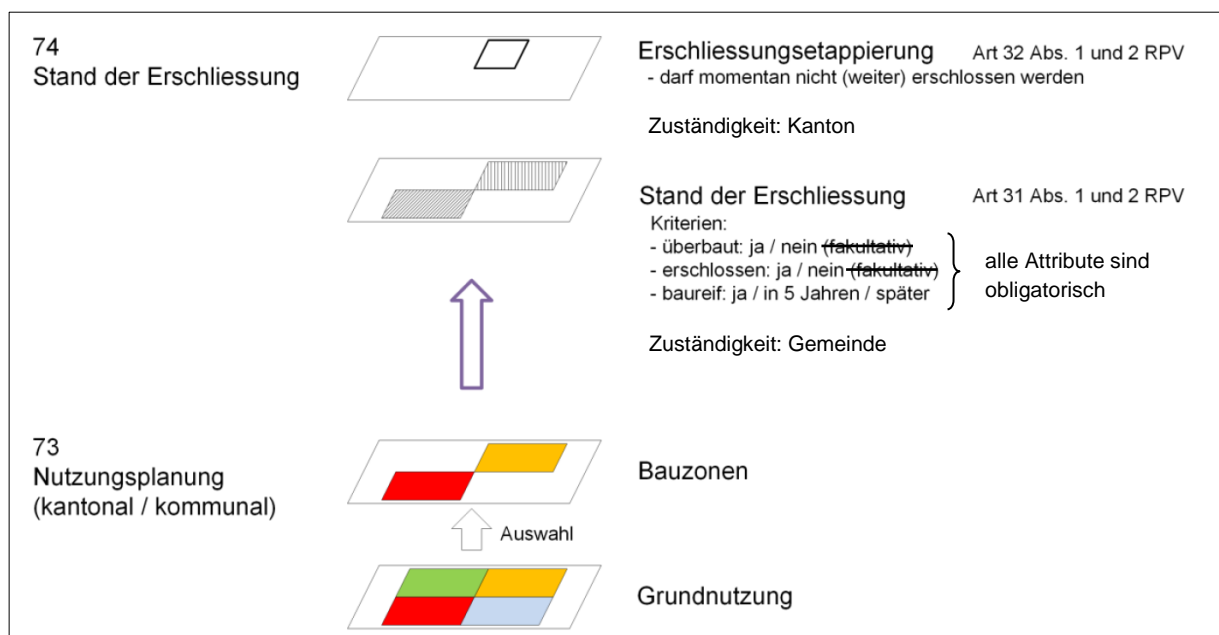 74
Stand der Erschliessung
Erschliessungsetappierung Art 32 Abs. 1 und 2 RPV
- darf momentan nicht (weiter) erschlossen werden
Zuständigkeit: Kanton
Stand der Erschliessung Art 31 Abs. 1 und 2 RPV
Kriterien:
- überbaut: ja / nein (fakultativ)
- erschlossen: ja / nein (fakultativ)
- baureif: ja / in 5 Jahren / später
alle Attribute sind
obligatorisch
Zuständigkeit: Gemeinde
73
Nutzungsplanung
(kantonal / kommunal)
Bauzonen
Auswahl
Grundnutzung